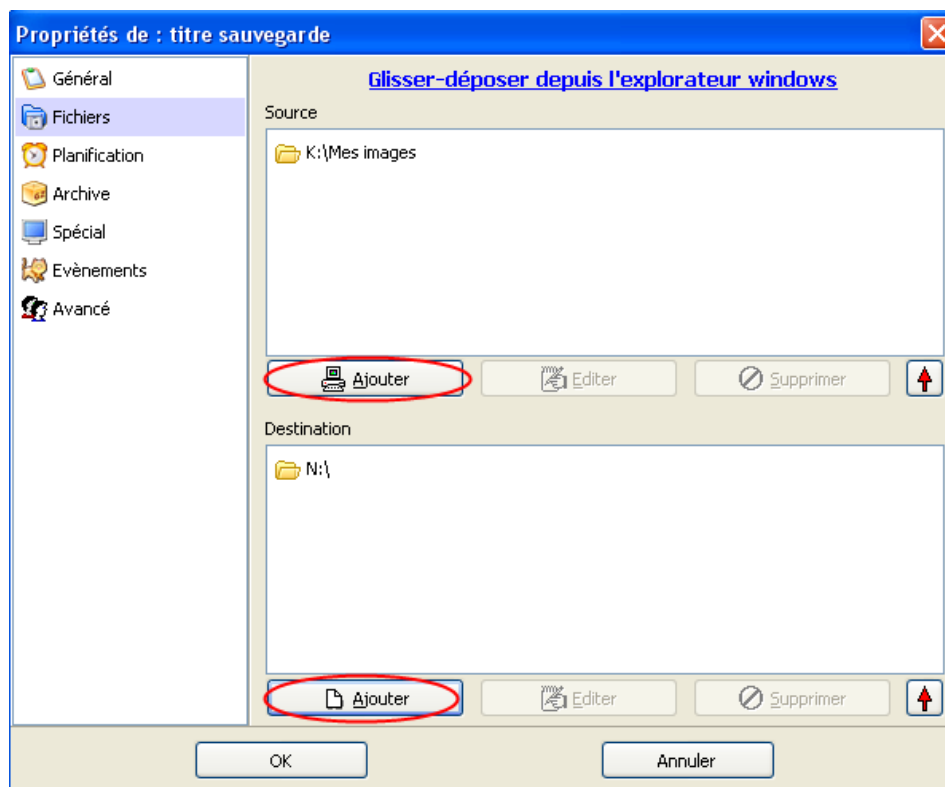 Propriétés de : titre sauvegarde
Général
Fichiers
Planification
Archive
Spécial
Evènements
Avancé
Glisser-déposer depuis l'explorateur windows
Source
K:\Mes images
Ajouter
Editer
Supprimer
Destination
N:\
Ajouter
Editer
Supprimer
OK
Annuler